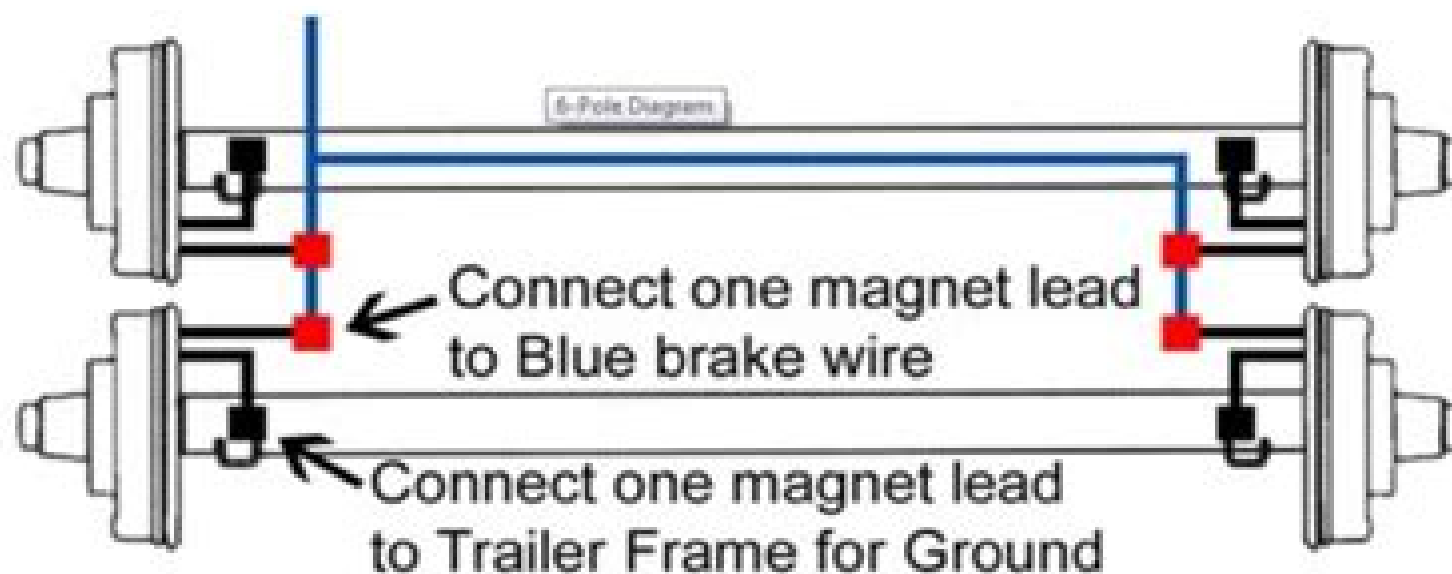 6-Pole Diagram
Connect one magnet lead
to Blue brake wire
Connect one magnet lead
to Trailer Frame for Ground